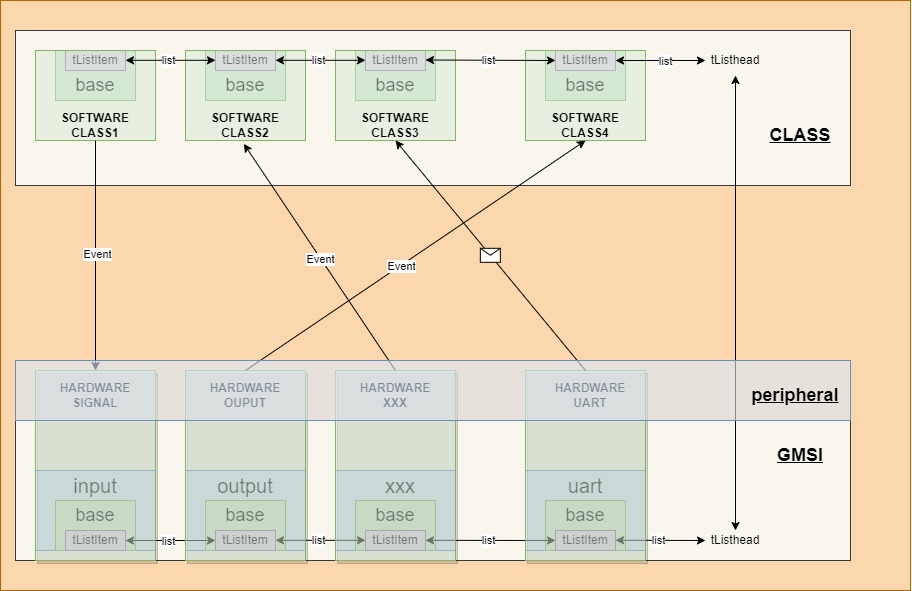 tListItem list tListItem list tListItem list tListItem list tListhead
base base base base
SOFTWARE SOFTWARE SOFTWARE SOFTWARE
CLASS1 CLASS2 CLASS3 CLASS4
CLASS
Event
Event
Event
HARDWARE HARDWARE HARDWARE HARDWARE
SIGNAL OUPUT XXX UART
peripheral
GMSI
input output xxx uart
base base base base
tListItem list tListItem list tListItem list tListItem list tListhead